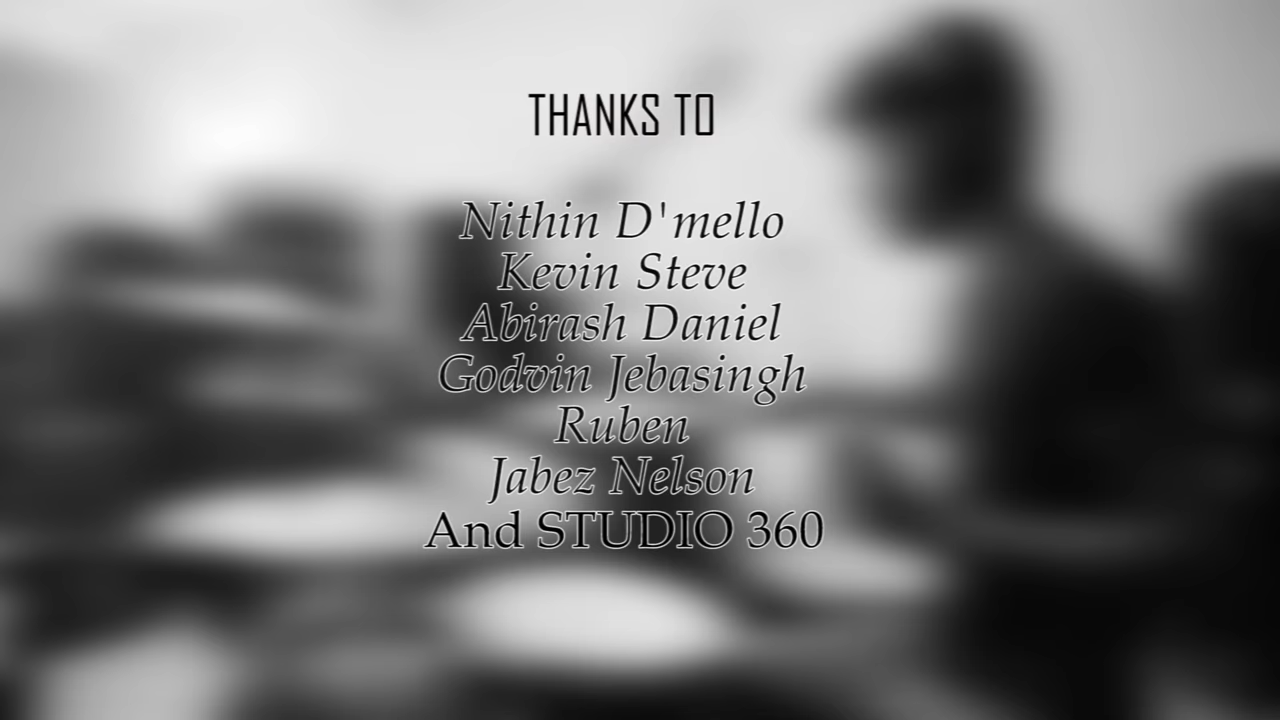 THANKS TO
Nithin D'mello
Kevin Steve
Abirash Daniel
Godvin Jebasingh
Ruben
Jabez Nelson
And STUDIO 360